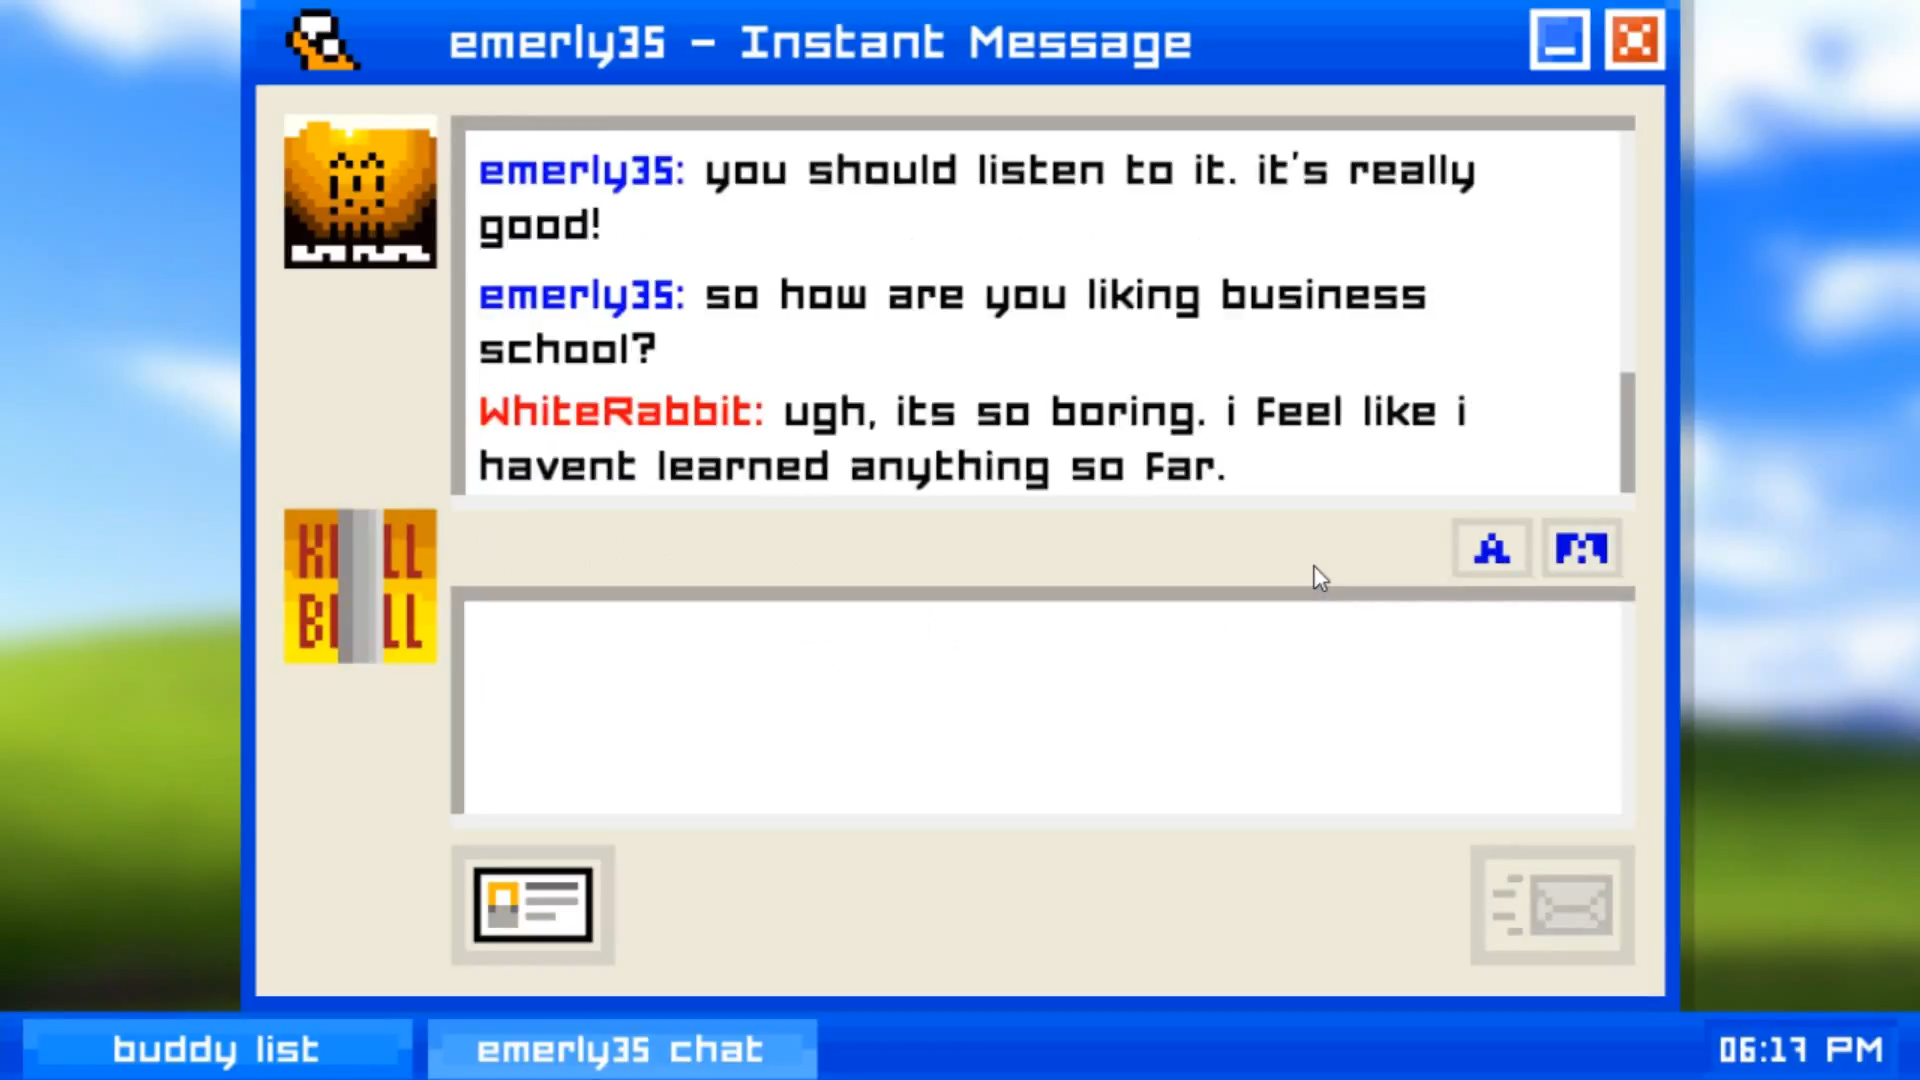 emerly35 - Instant Message
emerly35: you should listen to it. it's really
good!
emerly35: so how are you liking business
school?
WhiteRabbit: ugh, its so boring. i feel like i
havent learned anything so far.
KILL
BILL
A
buddy list
emerly35 chat
06:17 PM